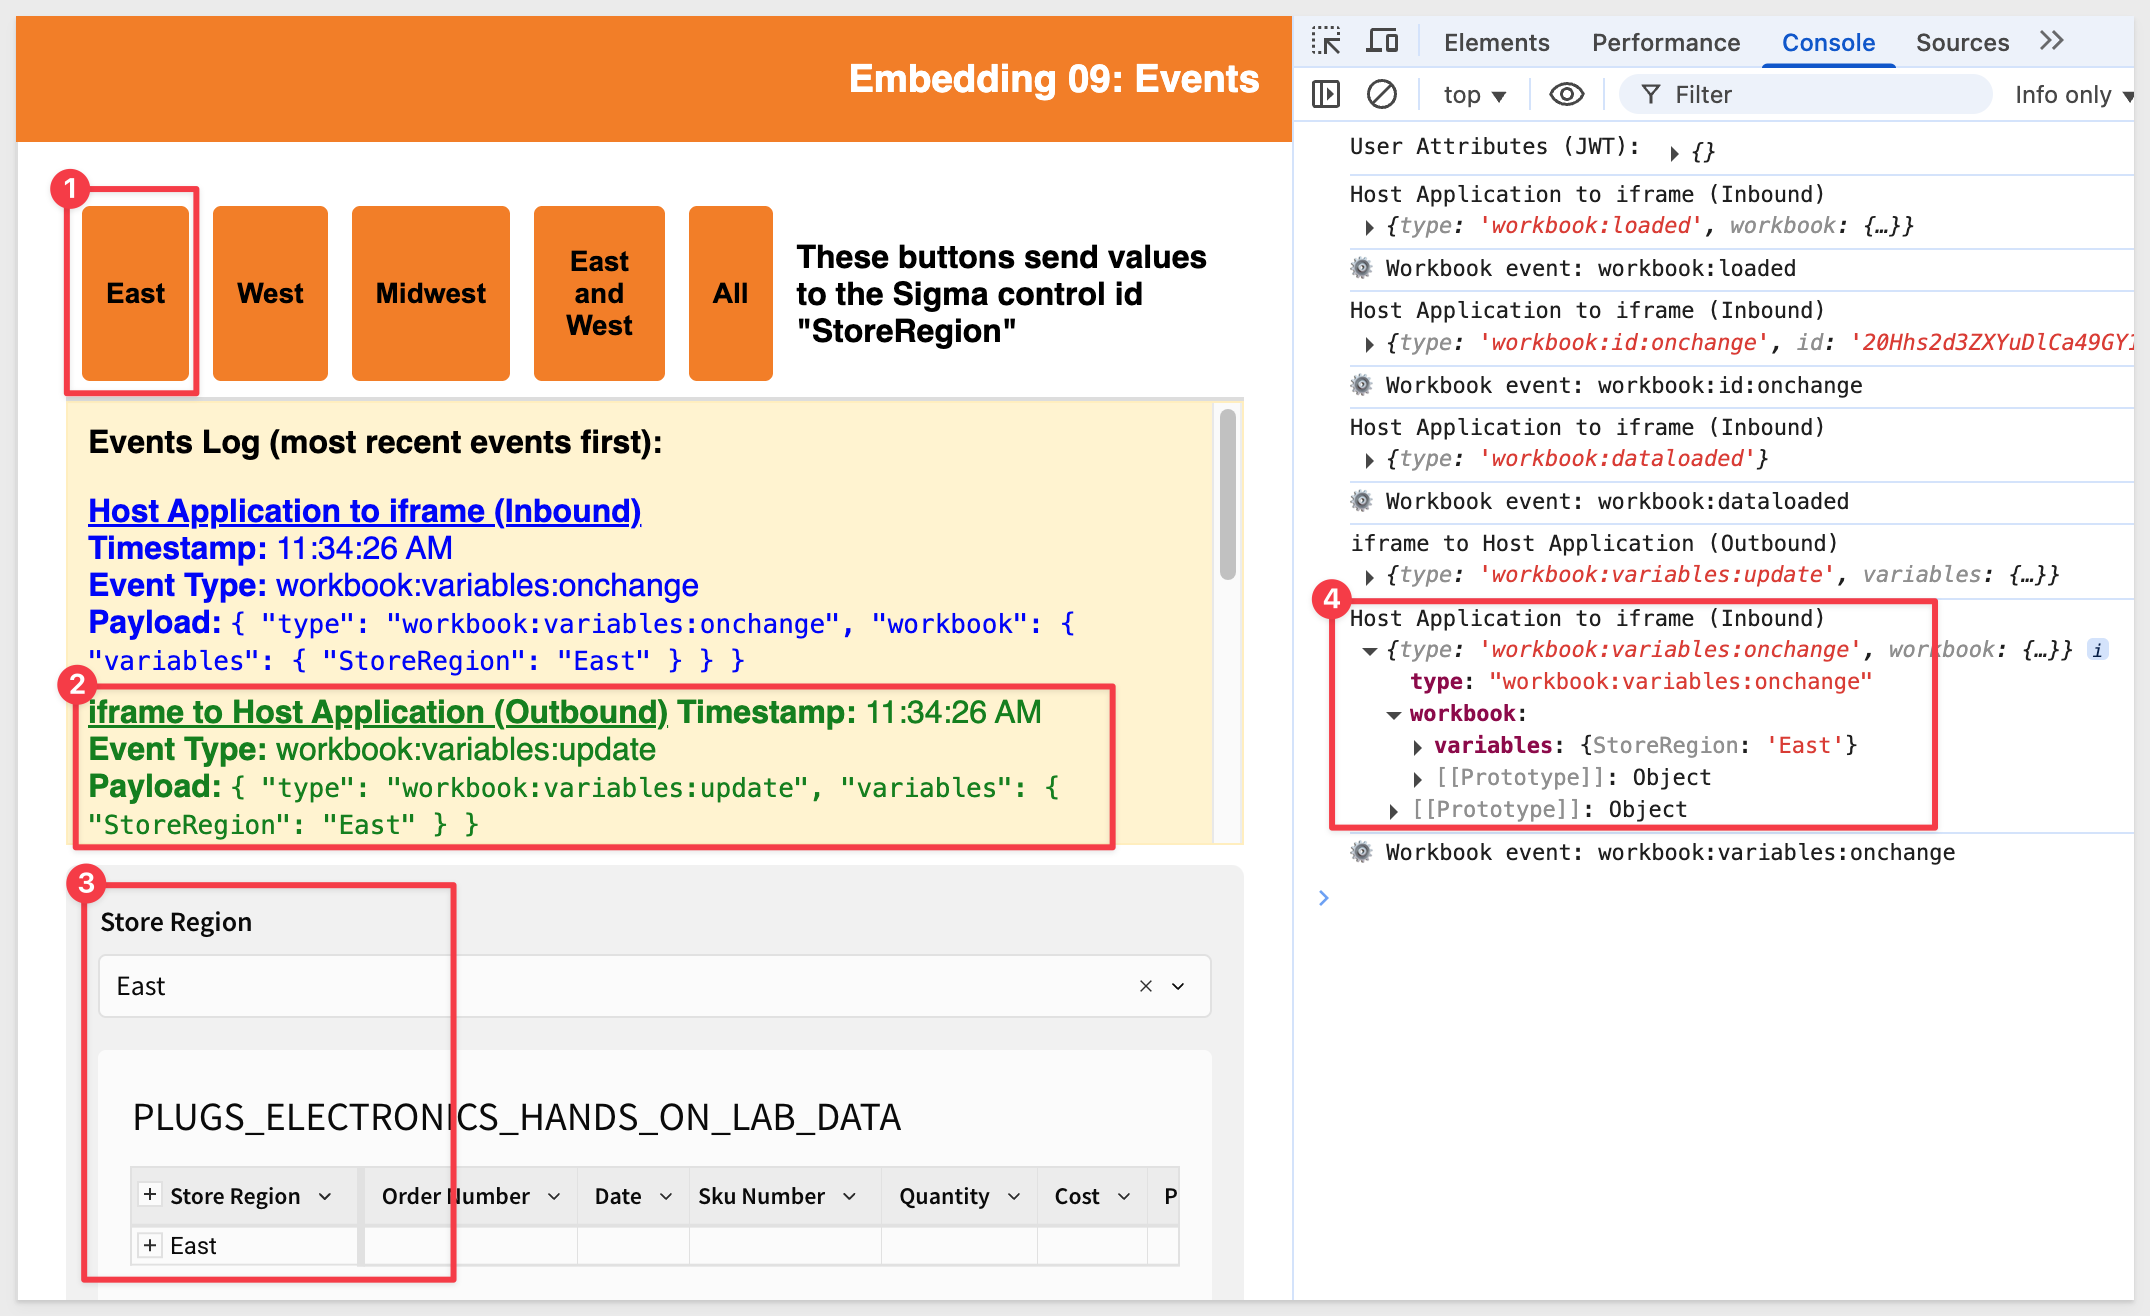 Embedding 09: Events
1
East
West
Midwest
East
and
West
All
These buttons send values
to the Sigma control id
"StoreRegion"
Events Log (most recent events first):
Host Application to iframe (Inbound)
Timestamp: 11:34:26 AM
Event Type: workbook:variables:onchange
Payload: { "type": "workbook:variables:onchange", "workbook": {
"variables": { "StoreRegion": "East" } } }
2
iframe to Host Application (Outbound) Timestamp: 11:34:26 AM
Event Type: workbook:variables:update
Payload: { "type": "workbook:variables:update", "variables": {
"StoreRegion": "East" } }
3
Store Region
East
PLUGS_ELECTRONICS_HANDS_ON_LAB_DATA
Store Region Order Number Date Sku Number Quantity Cost P
East
Elements Performance Console Sources
top Filter Info only
User Attributes (JWT): {}
Host Application to iframe (Inbound)
{type: 'workbook:loaded', workbook: {…}}
Workbook event: workbook:loaded
Host Application to iframe (Inbound)
{type: 'workbook:id:onchange', id: '20Hhs2d3ZXYuDlCa49GY
Workbook event: workbook:id:onchange
Host Application to iframe (Inbound)
{type: 'workbook:dataloaded'}
Workbook event: workbook:dataloaded
iframe to Host Application (Outbound)
{type: 'workbook:variables:update', variables: {…}}
4
Host Application to iframe (Inbound)
{type: 'workbook:variables:onchange', workbook: {…}} i
type: "workbook:variables:onchange"
workbook:
variables: {StoreRegion: 'East'}
[[Prototype]]: Object
[[Prototype]]: Object
Workbook event: workbook:variables:onchange